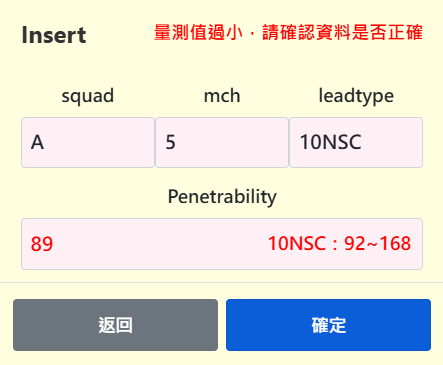 Insert
量測值過小，請確認資料是否正確
squad mch leadtype
A 5 10NSC
Penetrability
89 10NSC：92~168
返回 確定